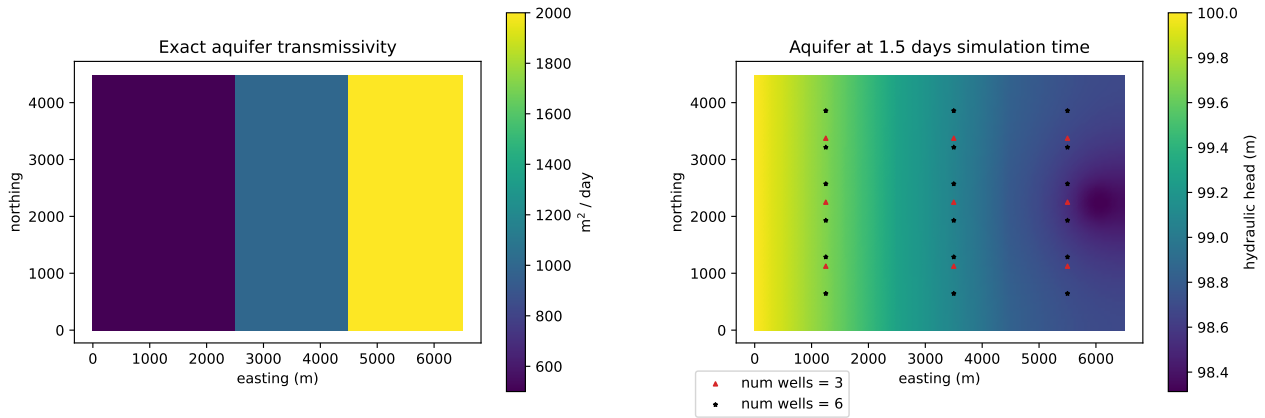 Exact aquifer transmissivity
4000
3000
2000
1000
0
northing
0 1000 2000 3000 4000 5000 6000
easting (m)
2000
1800
1600
1400
1200
1000
800
600
m² / day
Aquifer at 1.5 days simulation time
4000
3000
2000
1000
0
northing
0 1000 2000 3000 4000 5000 6000
easting (m)
num wells = 3
num wells = 6
100.0
99.8
99.6
99.4
99.2
99.0
98.8
98.6
98.4
hydraulic head (m)